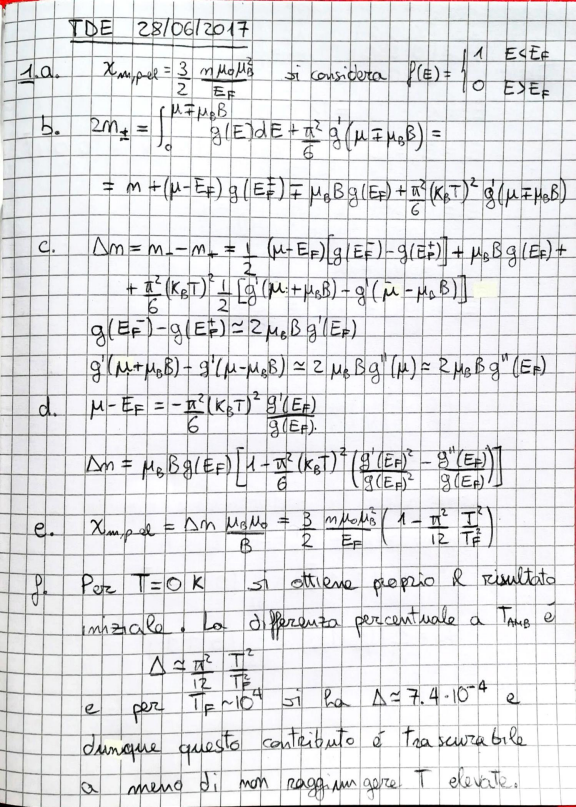 TDE 28/06/2017
1.a. χm,pel = 3/2 nμ0μB²/EF si considera f(E) = { 1 E<EF
0 E>EF
b. 2n± = ∫0^(μ∓μBB) g(E)dE + π²/6 g'(μ∓μBB) =
= n + (μ-EF) g(EF∓) ∓ μBB g(EF) + π²/6 (KBT)² g'(μ∓μBB)
c. Δn = n₋ - n₊ = 1/2 (μ-EF)[g(EF⁻) - g(EF⁺)] + μBB g(EF) +
+ π²/6 (KBT)² 1/2 [g'(μ+μBB) - g'(μ-μBB)]
g(EF⁻) - g(EF⁺) ≃ 2μBB g'(EF)
g'(μ+μBB) - g'(μ-μBB) ≃ 2 μBB g''(μ) ≃ 2μBB g''(EF)
d. μ-EF = -π²/6 (KBT)² g'(EF)/g(EF).
Δn = μBB g(EF) [1 - π²/6 (KBT)² (g'(EF)²/g(EF)² - g''(EF)/g(EF))]
e. χm,pel = Δn μBμ0/B = 3/2 nμ0μB²/EF (1 - π²/12 T²/TF²)
f. Per T=0 K si ottiene proprio il risultato
iniziale. La differenza percentuale a TAMB è
Δ ≃ π²/12 T²/TF²
e per TF ~10⁴ si ha Δ ≃ 7.4·10⁻⁴ e
dunque questo contributo è trascurabile
a meno di non raggiungere T elevate.